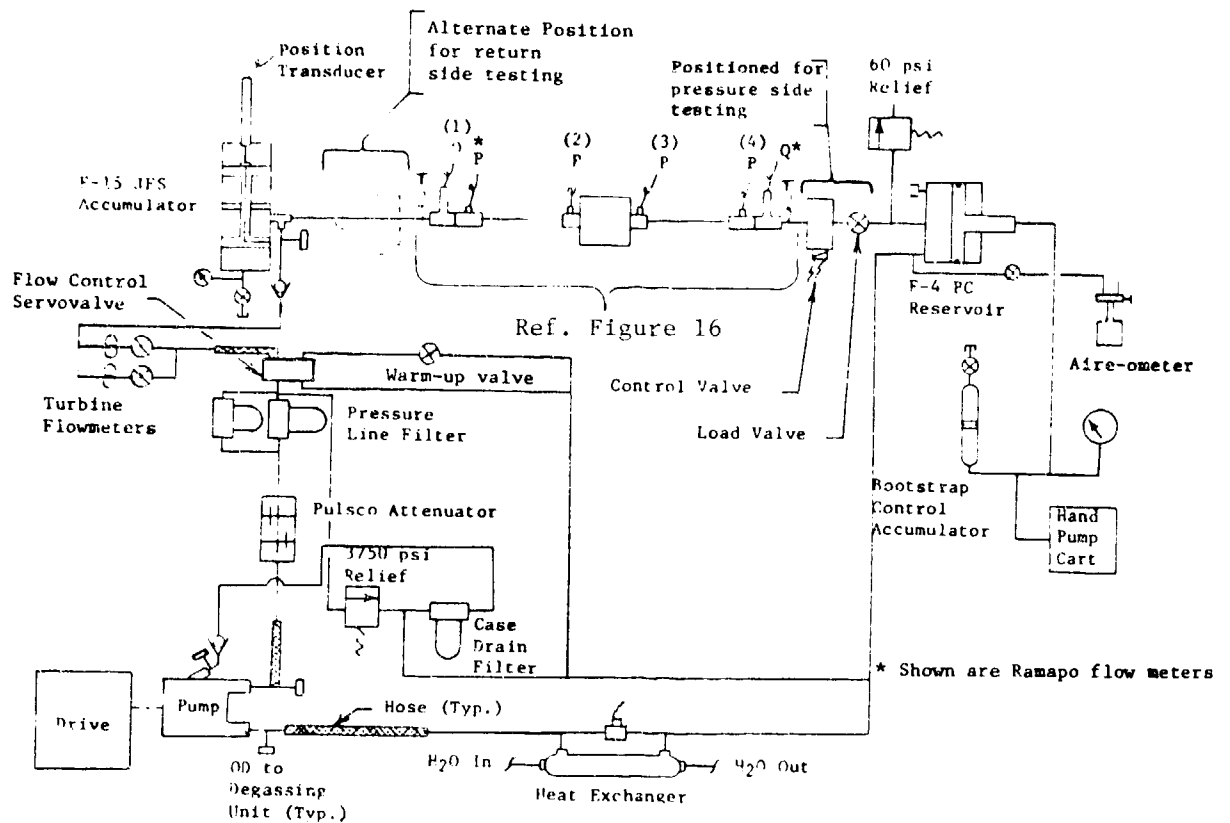 Position
Transducer
Alternate Position
for return
side testing
Positioned for
pressure side
testing
60 psi
Relief
(1)
*
P
(2)
P
(3)
P
(4)
P
Q*
F-15 JFS
Accumulator
Flow Control
Servovalve
Ref. Figure 16
F-4 PC
Reservoir
Aire-ometer
Warm-up valve
Control Valve
Load Valve
Turbine
Flowmeters
Pressure
Line Filter
Bootstrap
Control
Accumulator
Hand
Pump
Cart
Pulsco Attenuator
3750 psi
Relief
Case
Drain
Filter
* Shown are Ramapo flow meters
Drive
Pump
Hose (Typ.)
H2O In
H2O Out
Heat Exchanger
QD to
Degassing
Unit (Typ.)